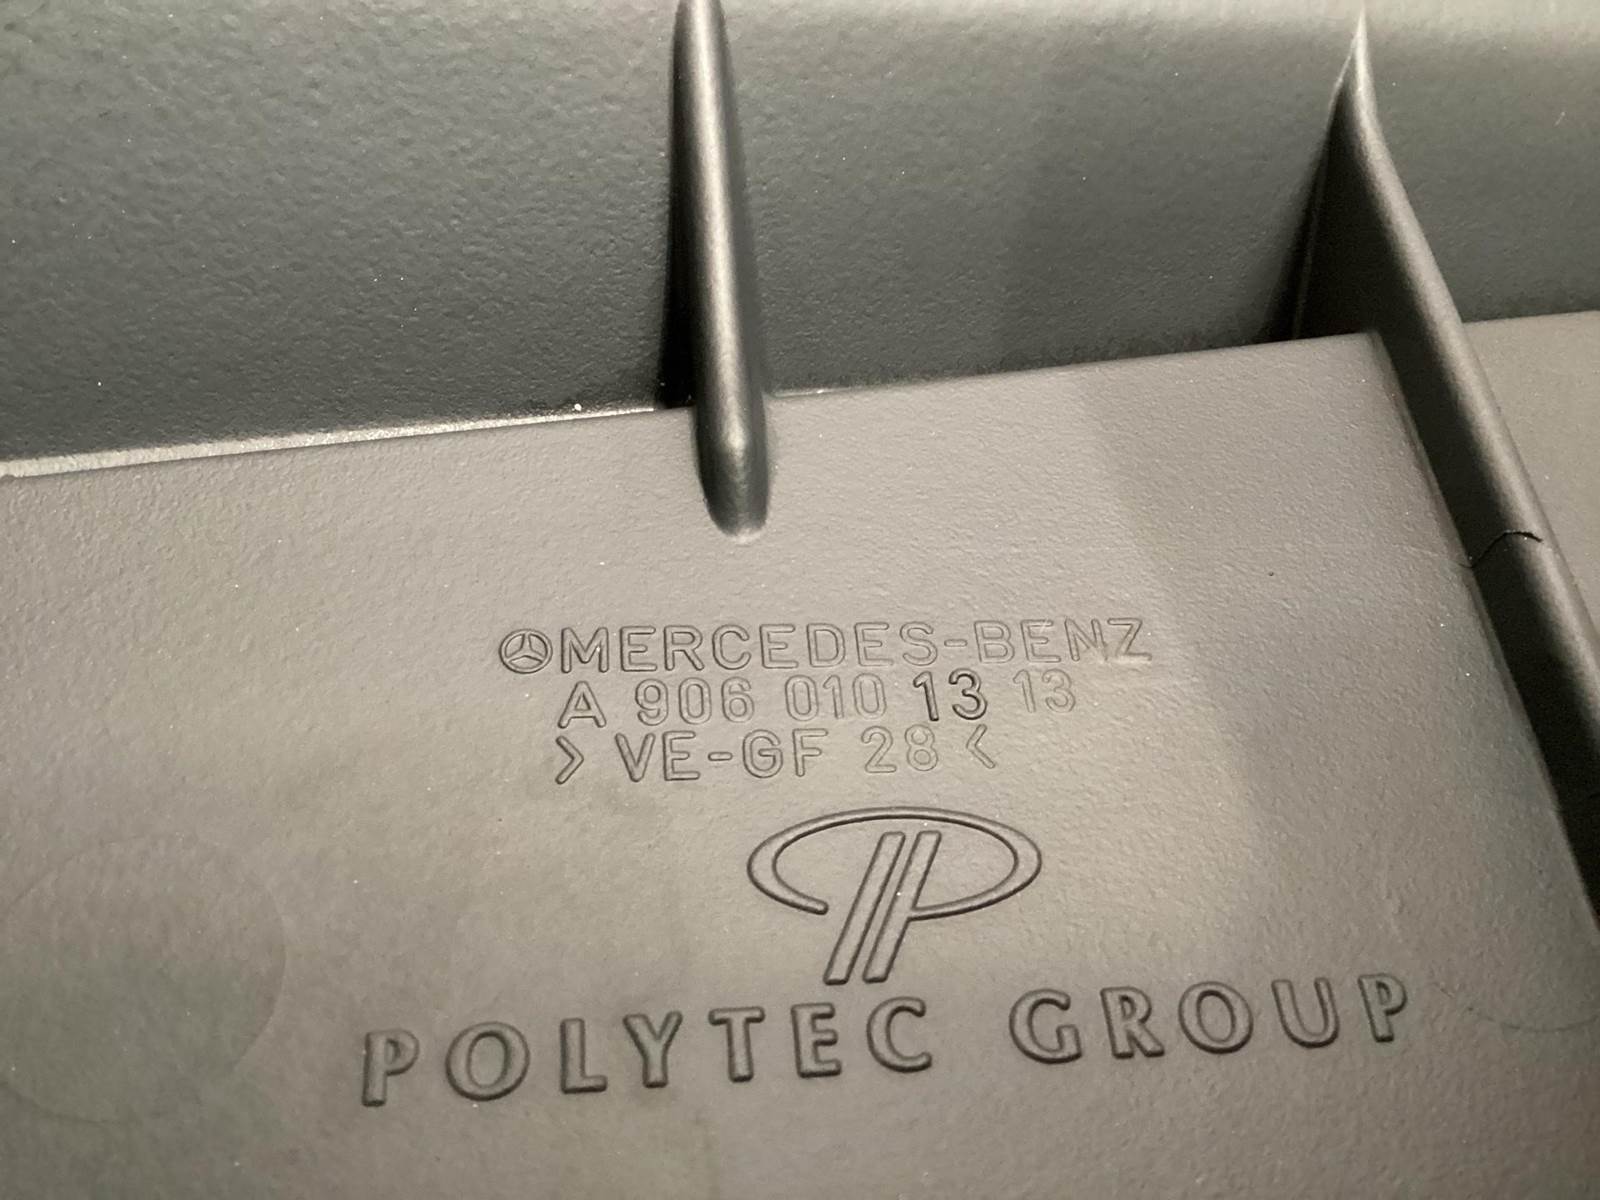 MERCEDES-BENZ
A 906 010 13 13
> VE-GF 28 <
POLYTEC GROUP